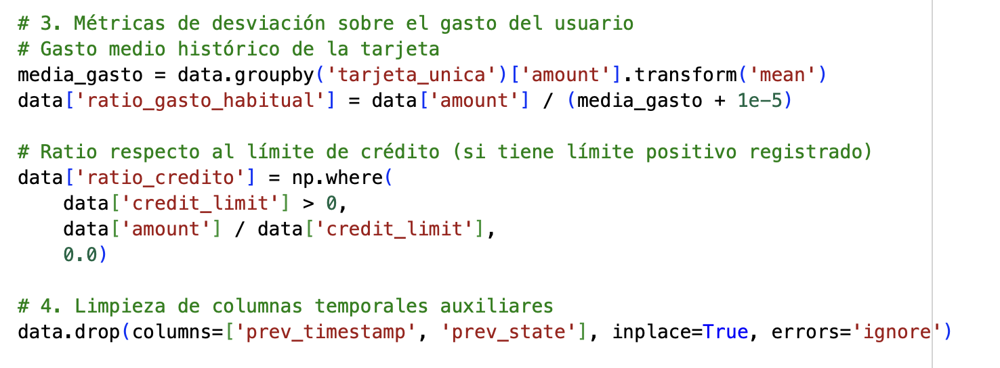 # 3. Métricas de desviación sobre el gasto del usuario
# Gasto medio histórico de la tarjeta
media_gasto = data.groupby('tarjeta_unica')['amount'].transform('mean')
data['ratio_gasto_habitual'] = data['amount'] / (media_gasto + 1e-5)

# Ratio respecto al límite de crédito (si tiene límite positivo registrado)
data['ratio_credito'] = np.where(
    data['credit_limit'] > 0,
    data['amount'] / data['credit_limit'],
    0.0)

# 4. Limpieza de columnas temporales auxiliares
data.drop(columns=['prev_timestamp', 'prev_state'], inplace=True, errors='ignore')